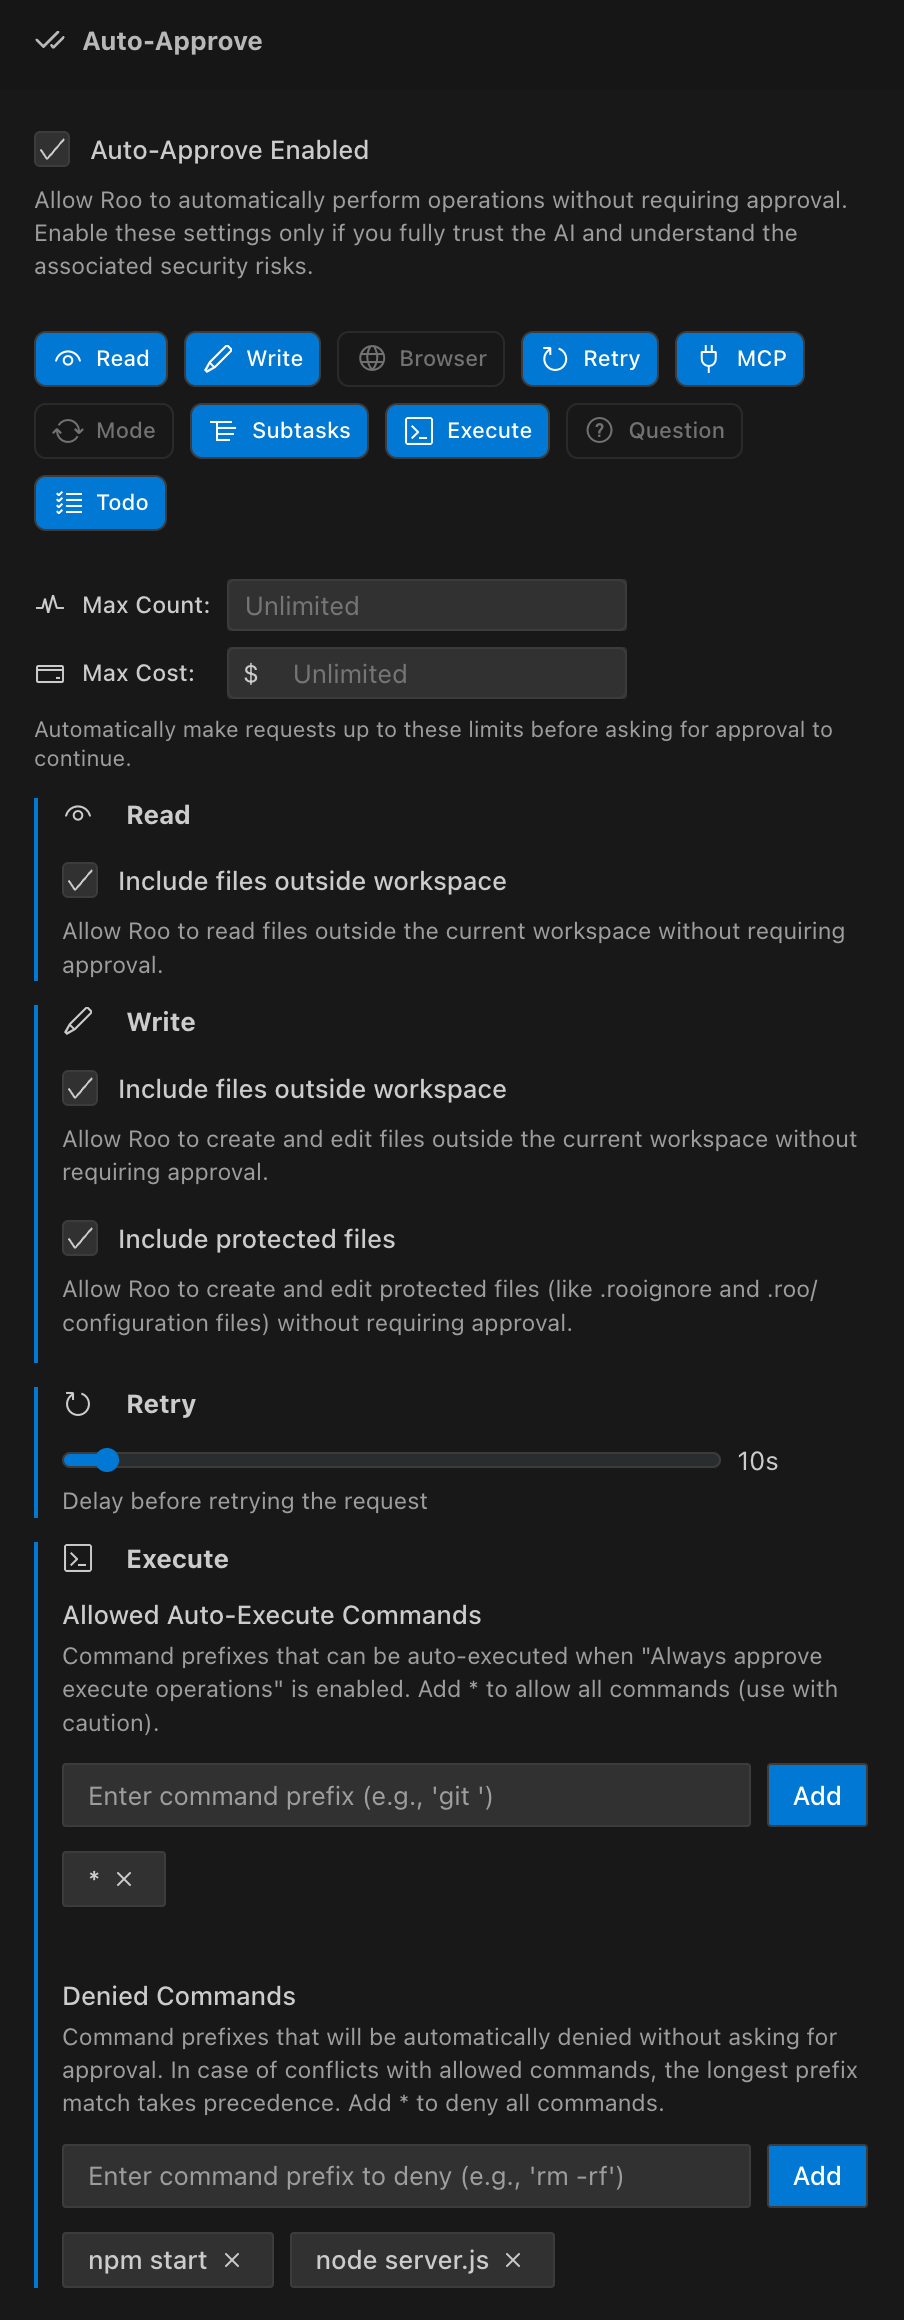 Auto-Approve
Auto-Approve Enabled
Allow Roo to automatically perform operations without requiring approval.
Enable these settings only if you fully trust the AI and understand the
associated security risks.
Read Write Browser Retry MCP
Mode Subtasks Execute Question
Todo
Max Count: Unlimited
Max Cost: $ Unlimited
Automatically make requests up to these limits before asking for approval to
continue.
Read
Include files outside workspace
Allow Roo to read files outside the current workspace without requiring
approval.
Write
Include files outside workspace
Allow Roo to create and edit files outside the current workspace without
requiring approval.
Include protected files
Allow Roo to create and edit protected files (like .rooignore and .roo/
configuration files) without requiring approval.
Retry
10s
Delay before retrying the request
Execute
Allowed Auto-Execute Commands
Command prefixes that can be auto-executed when "Always approve
execute operations" is enabled. Add * to allow all commands (use with
caution).
Enter command prefix (e.g., 'git ') Add
* ×
Denied Commands
Command prefixes that will be automatically denied without asking for
approval. In case of conflicts with allowed commands, the longest prefix
match takes precedence. Add * to deny all commands.
Enter command prefix to deny (e.g., 'rm -rf') Add
npm start × node server.js ×